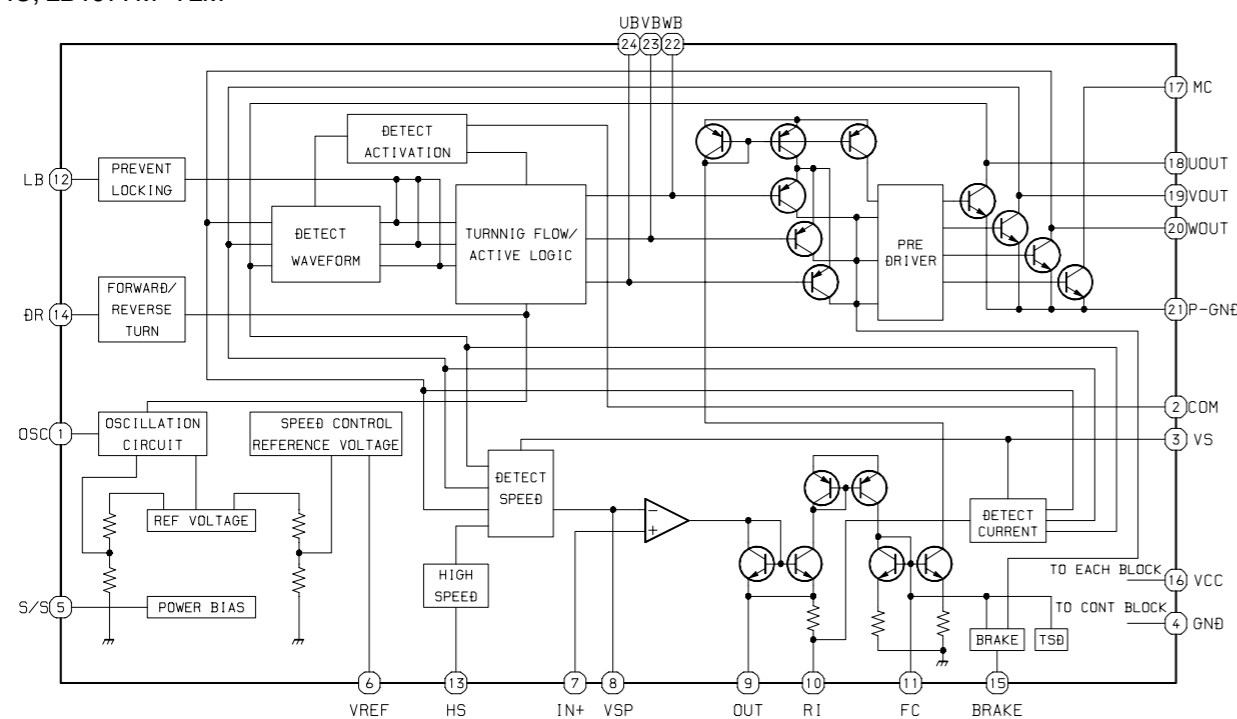 UB VB WB
24 23 22
17 MC
DETECT
ACTIVATION
LB 12
PREVENT
LOCKING
18 UOUT
19 VOUT
20 WOUT
DETECT
WAVEFORM
TURNNIG FLOW/
ACTIVE LOGIC
PRE
DRIVER
DR 14
FORWARD/
REVERSE
TURN
21 P-GND
2 COM
OSC 1
OSCILLATION
CIRCUIT
SPEED CONTROL
REFERENCE VOLTAGE
3 VS
DETECT
SPEED
REF VOLTAGE
−
+
DETECT
CURRENT
HIGH
SPEED
TO EACH BLOCK
16 VCC
S/S 5
POWER BIAS
TO CONT BLOCK
4 GND
BRAKE
TSD
6 13 7 8 9 10 11 15
VREF HS IN+ VSP OUT RI FC BRAKE